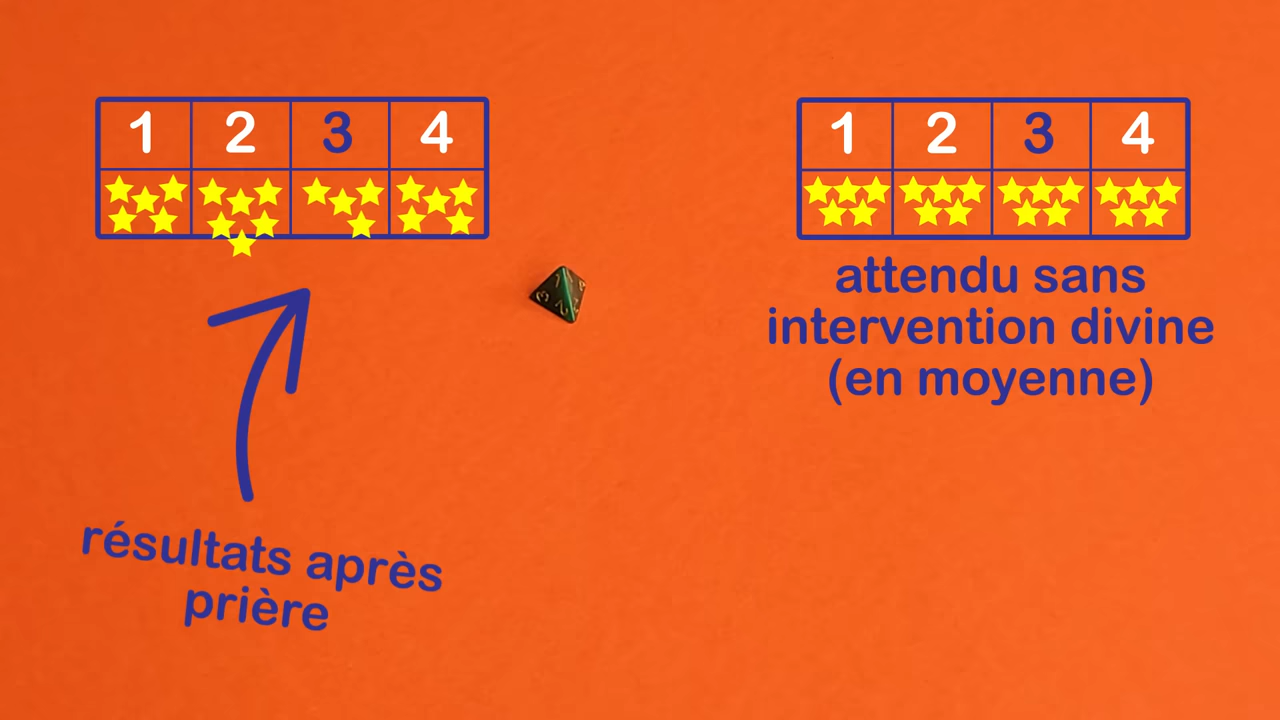 1 2 3 4
1 2 3 4
attendu sans
intervention divine
(en moyenne)
résultats après
prière